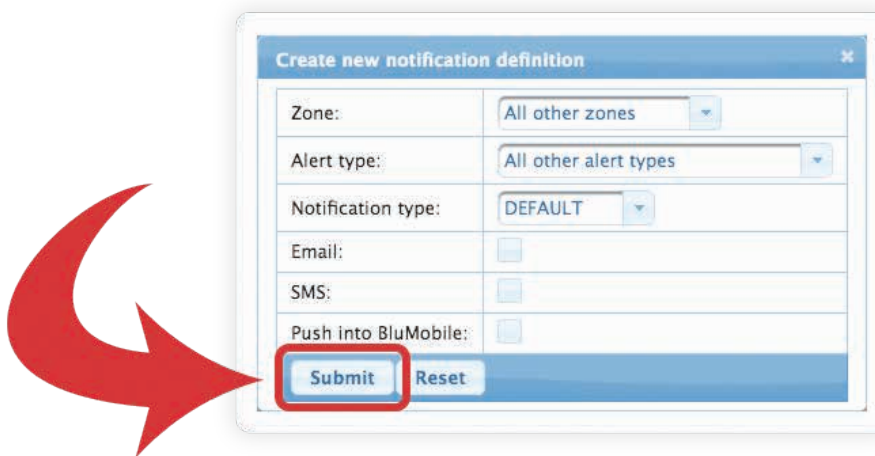 Create new notification definition
Zone: All other zones
Alert type: All other alert types
Notification type: DEFAULT
Email:
SMS:
Push into BluMobile:
Submit Reset